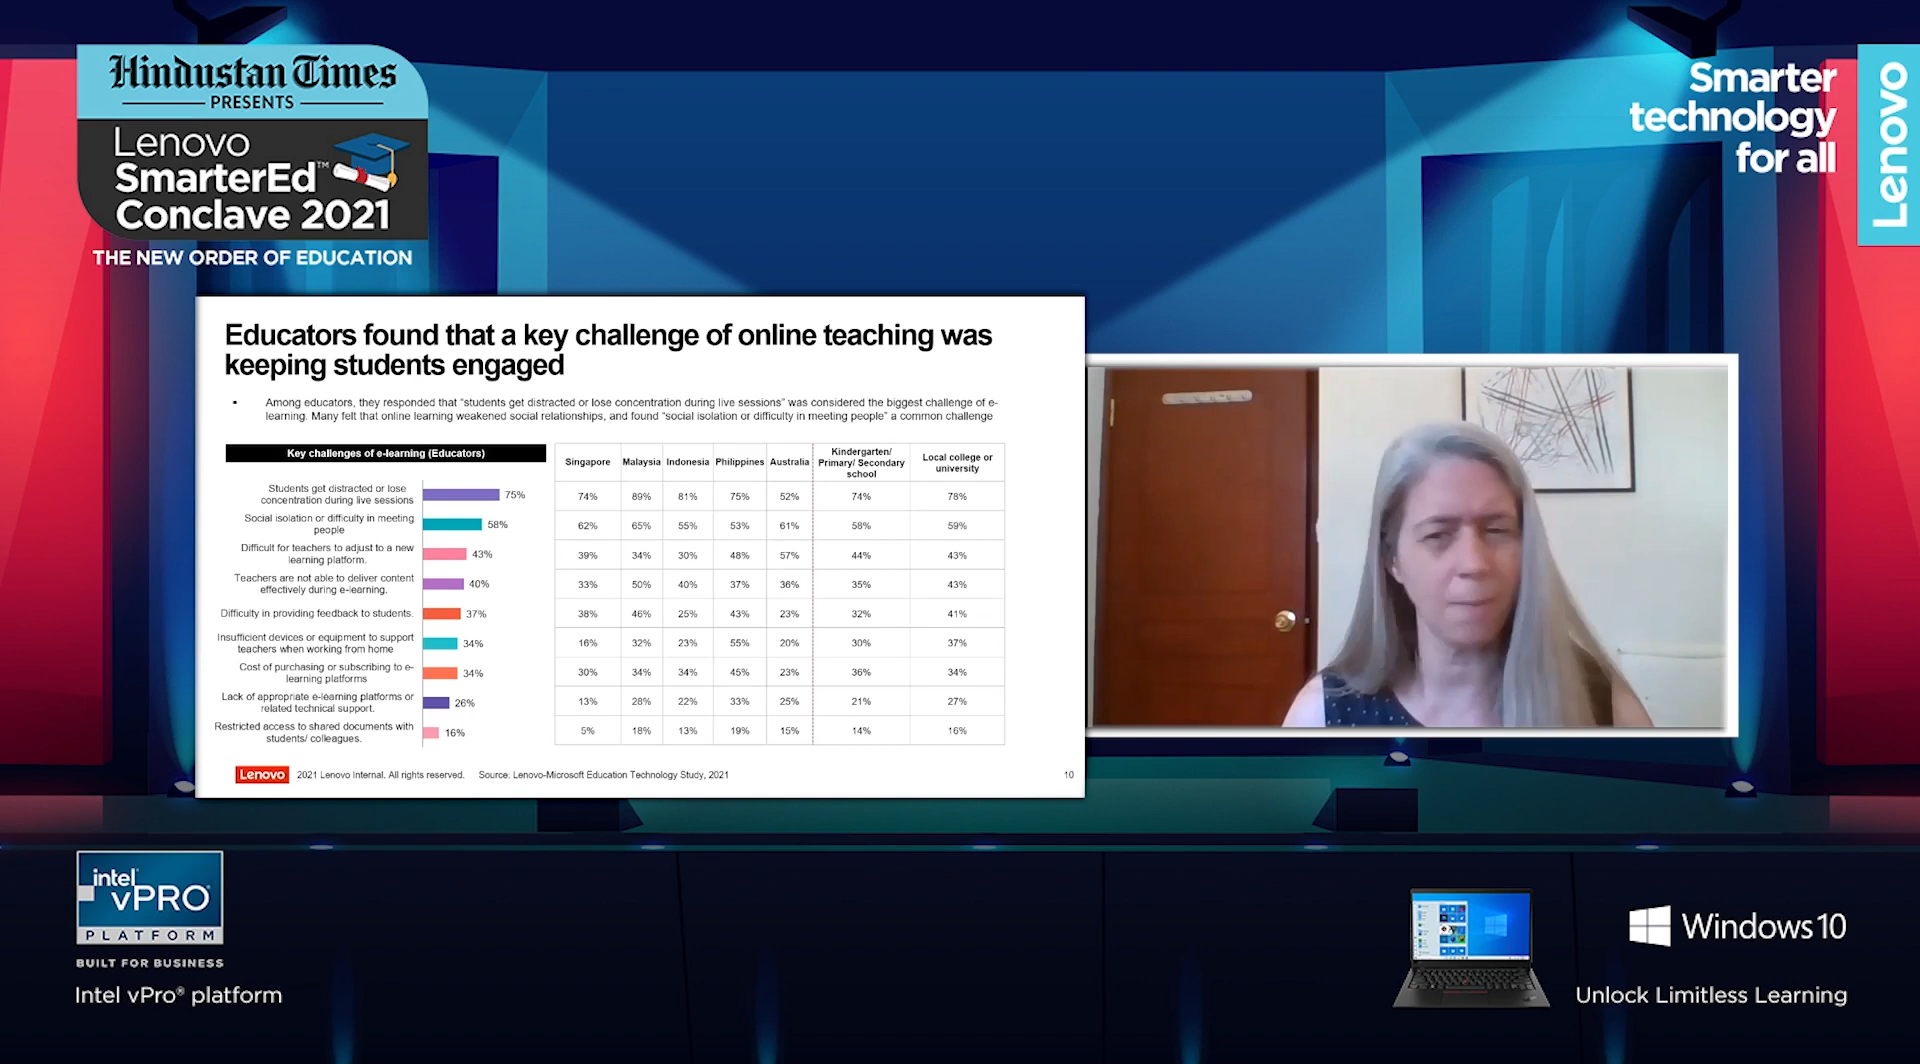 Hindustan Times
PRESENTS
Lenovo
SmarterEd™
Conclave 2021
THE NEW ORDER OF EDUCATION
Smarter
technology
for all
Lenovo
Educators found that a key challenge of online teaching was
keeping students engaged
▪ Among educators, they responded that “students get distracted or lose concentration during live sessions” was considered the biggest challenge of e-
learning. Many felt that online learning weakened social relationships, and found “social isolation or difficulty in meeting people” a common challenge
Key challenges of e-learning (Educators)
Students get distracted or lose
concentration during live sessions
75%
Social isolation or difficulty in meeting
people
58%
Difficult for teachers to adjust to a new
learning platform.
43%
Teachers are not able to deliver content
effectively during e-learning.
40%
Difficulty in providing feedback to students.
37%
Insufficient devices or equipment to support
teachers when working from home
34%
Cost of purchasing or subscribing to e-
learning platforms
34%
Lack of appropriate e-learning platforms or
related technical support.
26%
Restricted access to shared documents with
students/ colleagues.
16%
Singapore Malaysia Indonesia Philippines Australia
Kindergarten/
Primary/ Secondary
school
Local college or
university
74% 89% 81% 75% 52% 74% 78%
62% 65% 55% 53% 61% 58% 59%
39% 34% 30% 48% 57% 44% 43%
33% 50% 40% 37% 36% 35% 43%
38% 46% 25% 43% 23% 32% 41%
16% 32% 23% 55% 20% 30% 37%
30% 34% 34% 45% 23% 36% 34%
13% 28% 22% 33% 25% 21% 27%
5% 18% 13% 19% 15% 14% 16%
Lenovo 2021 Lenovo Internal. All rights reserved. Source: Lenovo-Microsoft Education Technology Study, 2021 10
intel
vPRO
PLATFORM
BUILT FOR BUSINESS
Intel vPro® platform
Windows 10
Unlock Limitless Learning